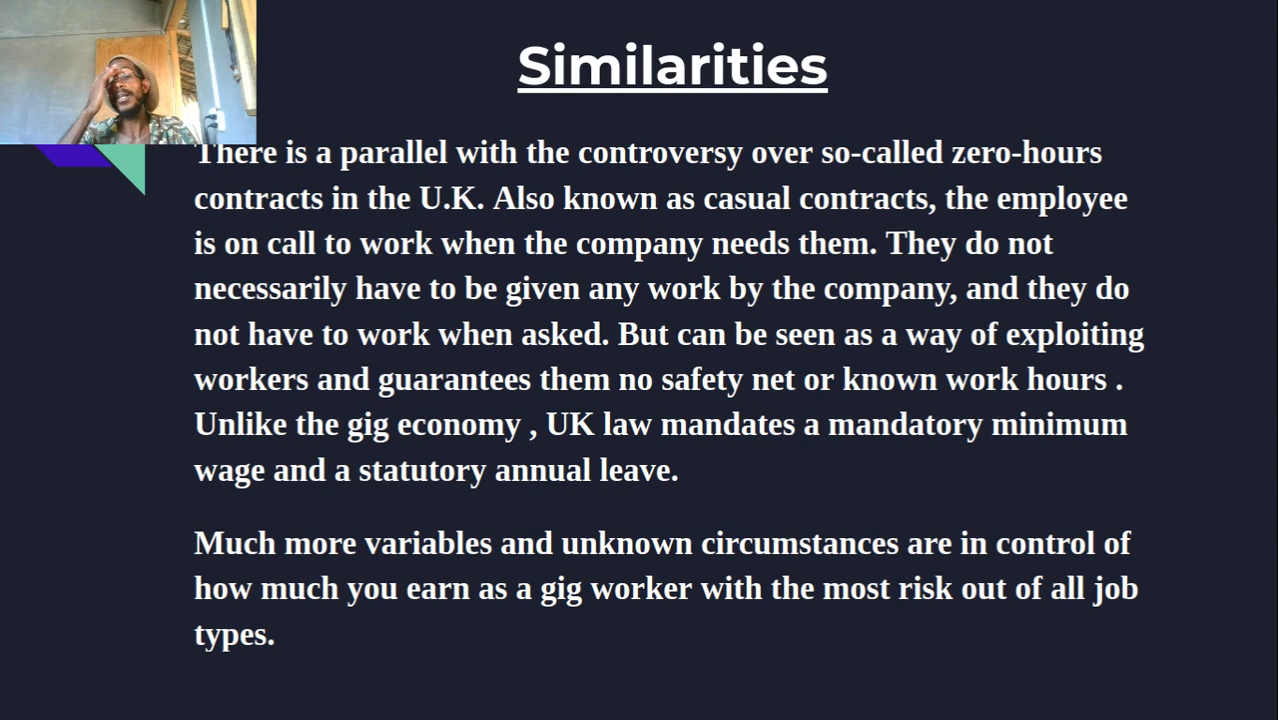 Similarities
There is a parallel with the controversy over so-called zero-hours
contracts in the U.K. Also known as casual contracts, the employee
is on call to work when the company needs them. They do not
necessarily have to be given any work by the company, and they do
not have to work when asked. But can be seen as a way of exploiting
workers and guarantees them no safety net or known work hours .
Unlike the gig economy , UK law mandates a mandatory minimum
wage and a statutory annual leave.
Much more variables and unknown circumstances are in control of
how much you earn as a gig worker with the most risk out of all job
types.